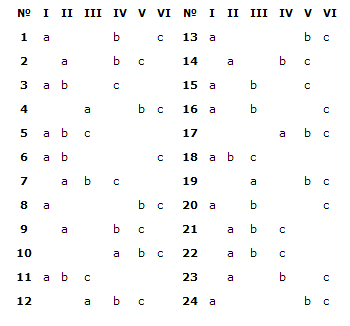 № I II III IV V VI № I II III IV V VI
1 a b c 13 a b c
2 a b c 14 a b c
3 a b c 15 a b c
4 a b c 16 a b c
5 a b c 17 a b c
6 a b c 18 a b c
7 a b c 19 a b c
8 a b c 20 a b c
9 a b c 21 a b c
10 a b c 22 a b c
11 a b c 23 a b c
12 a b c 24 a b c